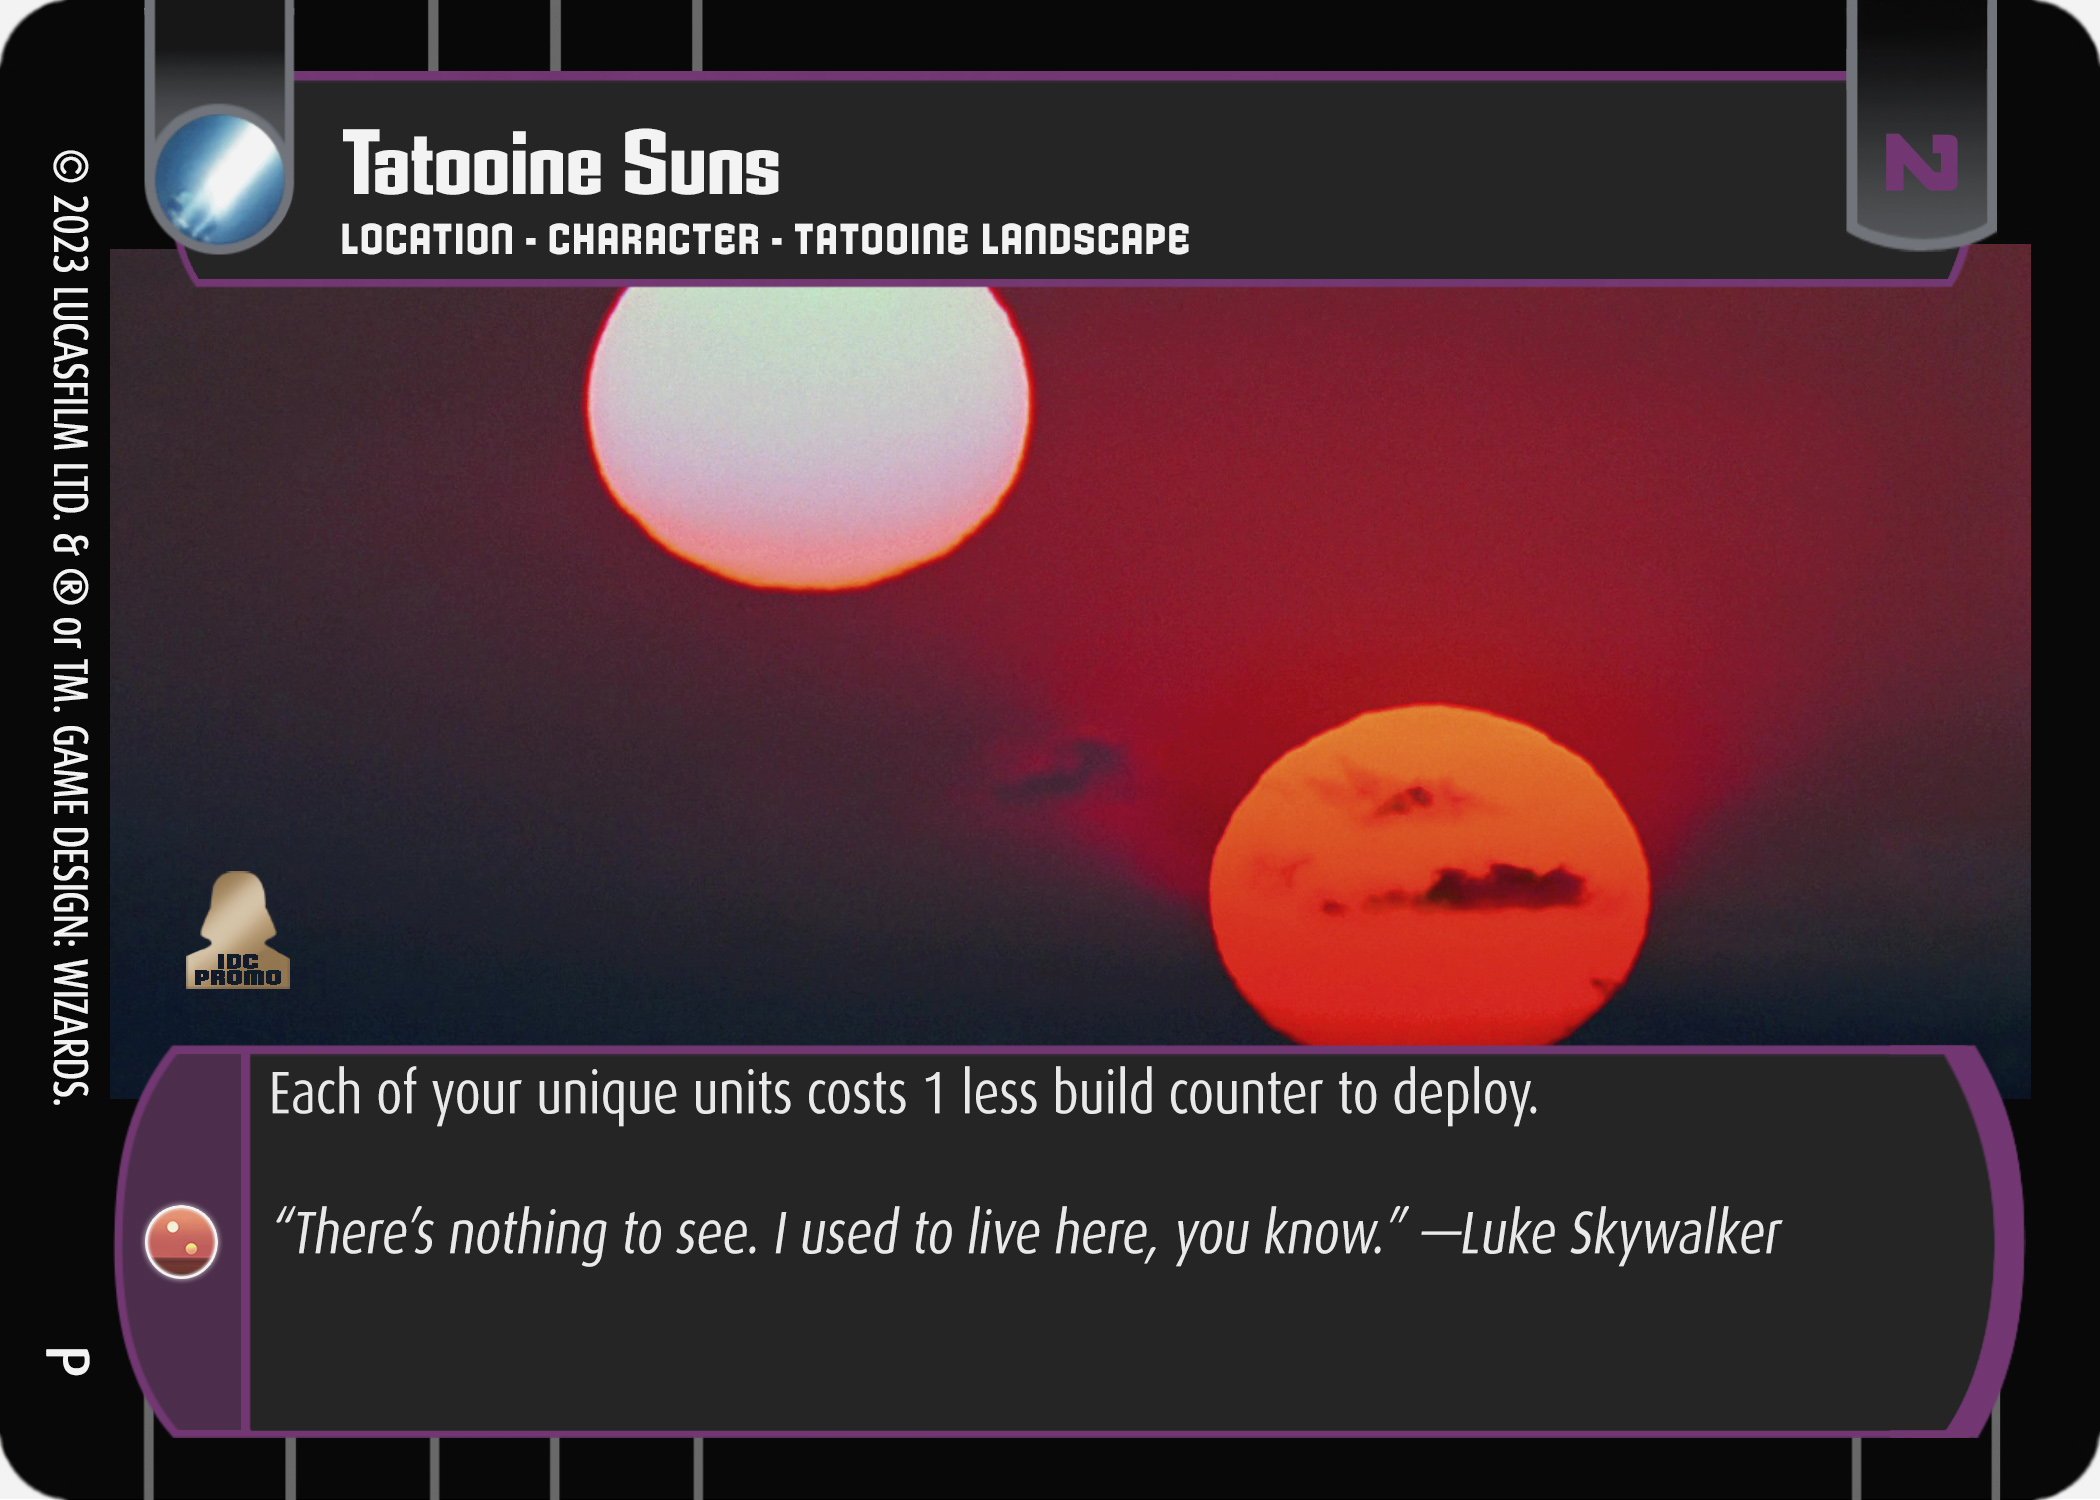 Tatooine Suns
2
LOCATION - CHARACTER - TATOOINE LANDSCAPE
© 2023 LUCASFILM LTD. & ® or TM. GAME DESIGN: WIZARDS.
IDC
PROMO
Each of your unique units costs 1 less build counter to deploy.
“There’s nothing to see. I used to live here, you know.” —Luke Skywalker
P